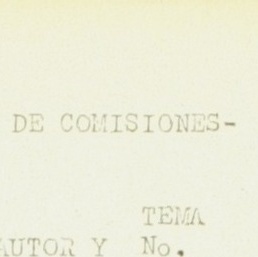 DE COMISIONES-
TEMA
AUTOR Y No.